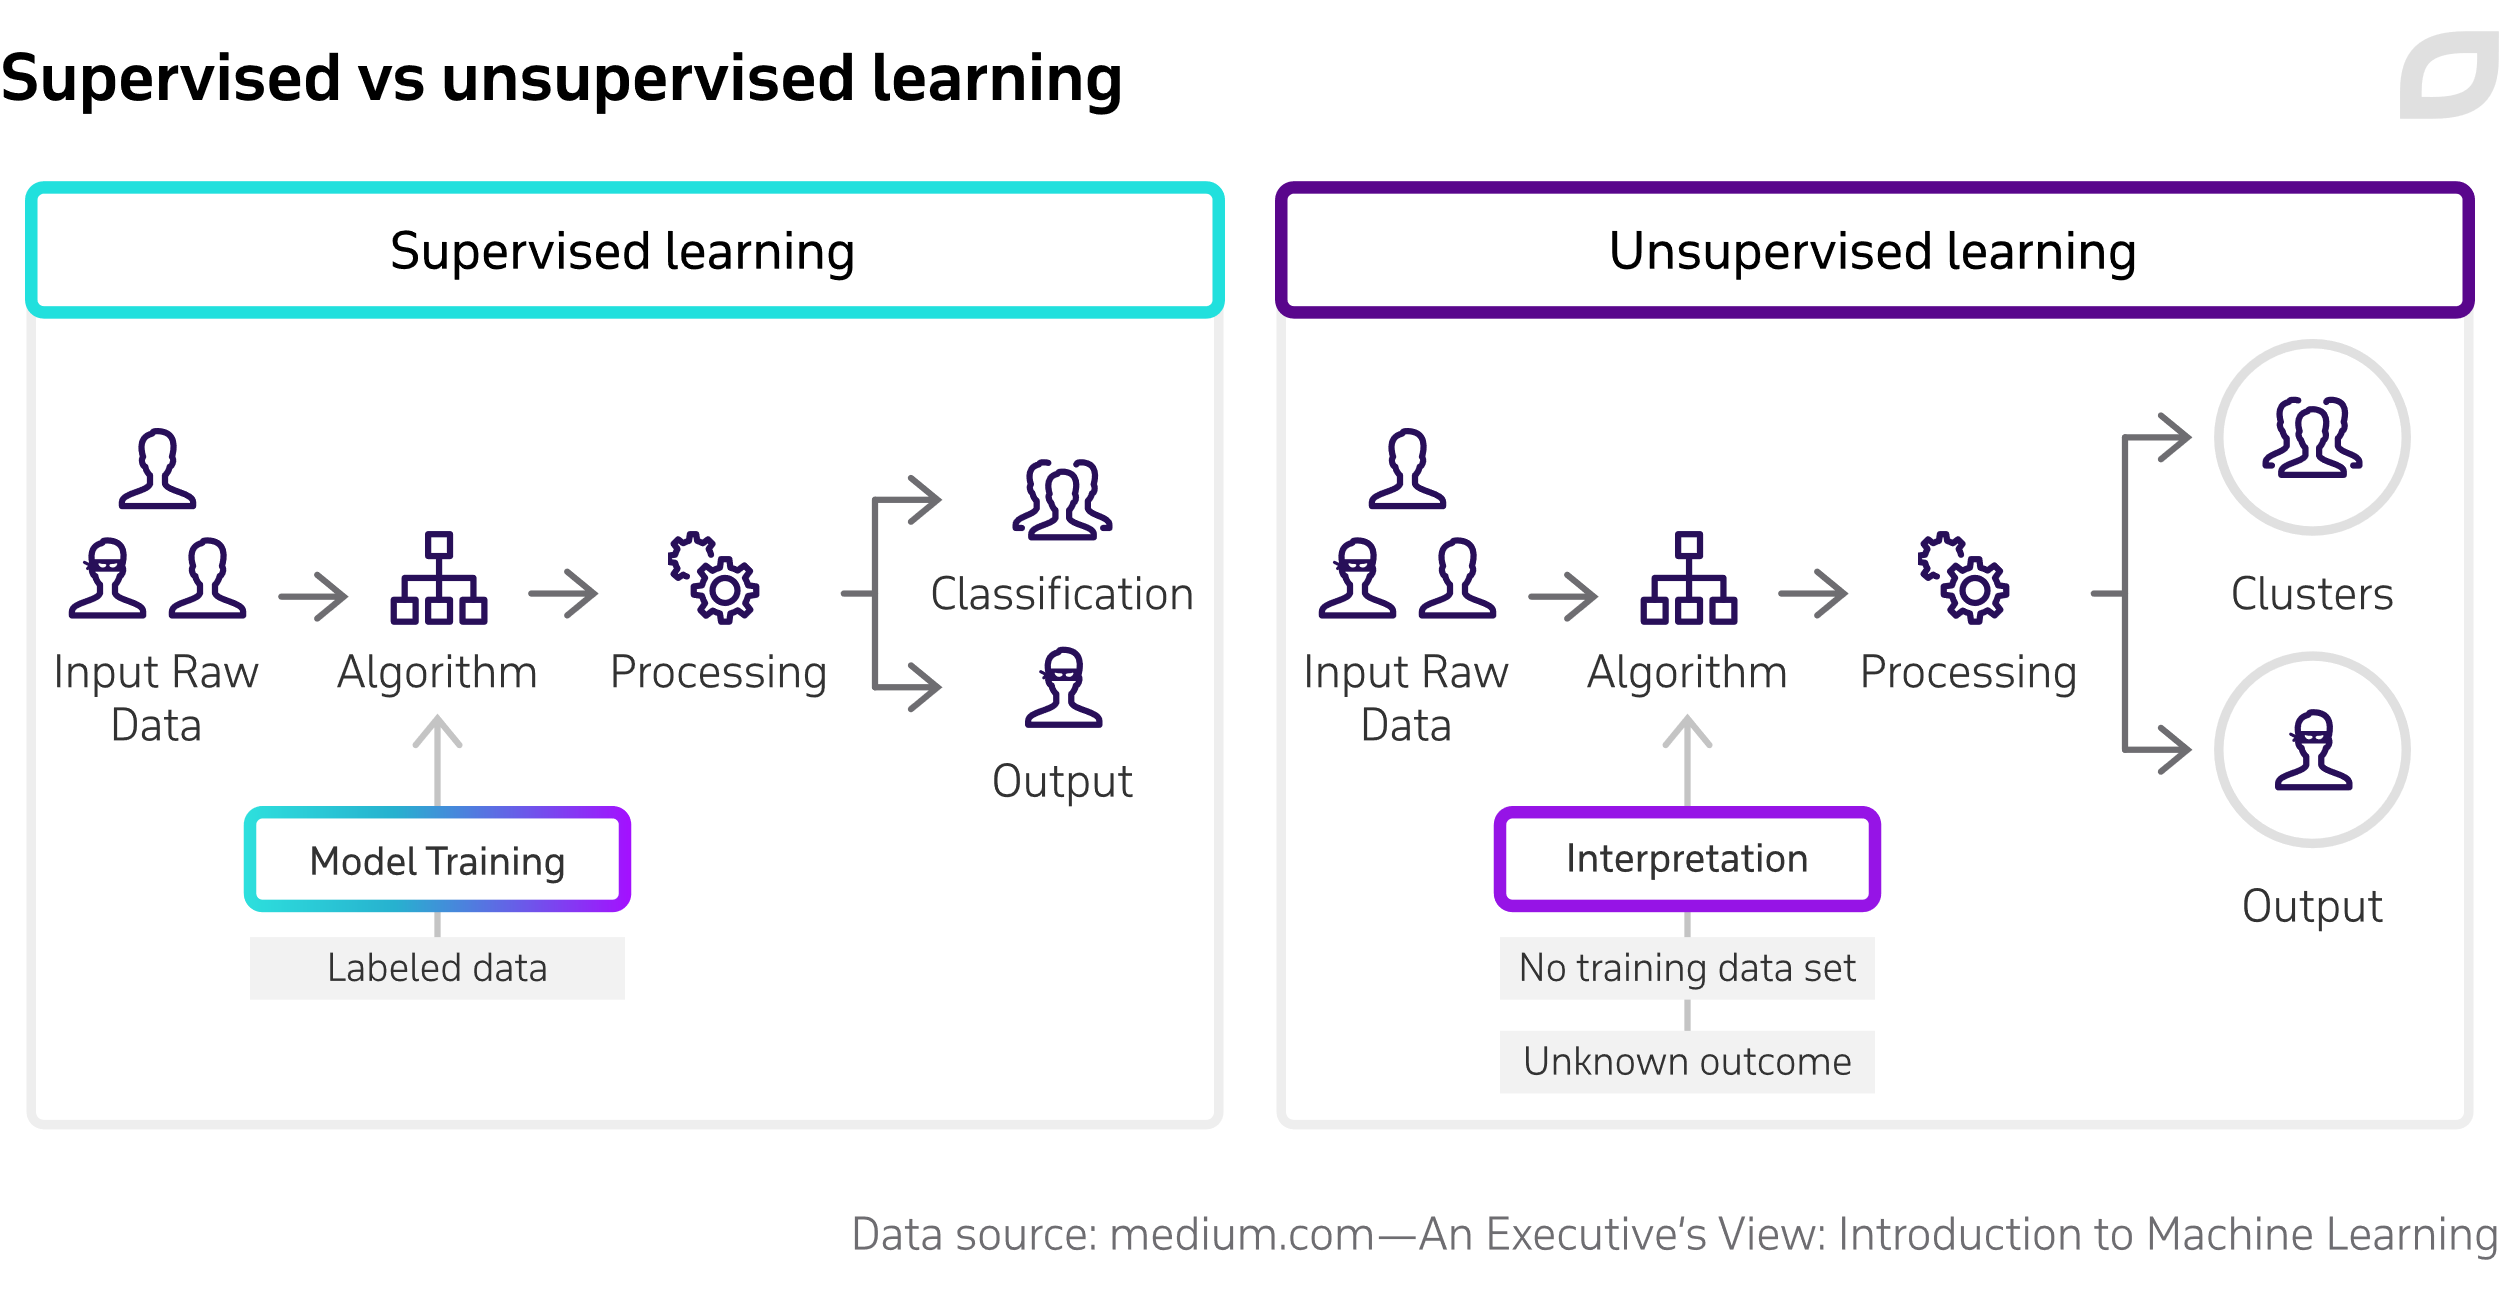 Supervised vs unsupervised learning
Supervised learning
Input Raw
Data
Algorithm
Processing
Classification
Output
Model Training
Labeled data
Unsupervised learning
Input Raw
Data
Algorithm
Processing
Clusters
Output
Interpretation
No training data set
Unknown outcome
Data source: medium.com—An Executive‘s View: Introduction to Machine Learning